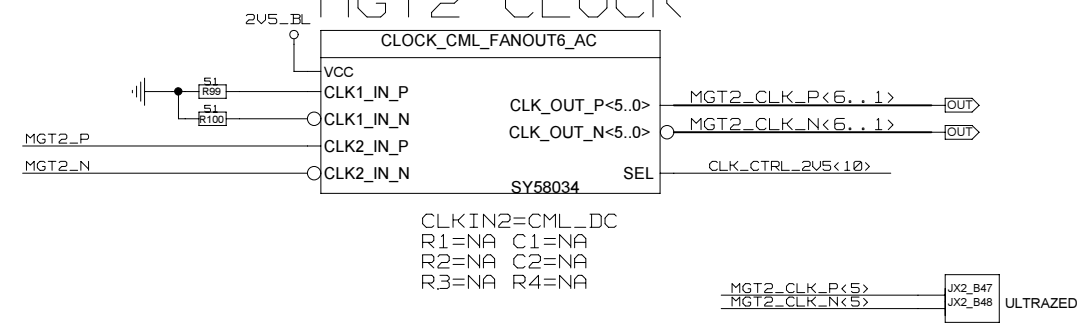 MGT2 CLOCK
2V5_BL
CLOCK_CML_FANOUT6_AC
VCC
51
R99
CLK1_IN_P
51
R100
CLK1_IN_N
MGT2_P
CLK2_IN_P
MGT2_N
CLK2_IN_N
CLK_OUT_P<5..0>
MGT2_CLK_P<6..1>
OUT
CLK_OUT_N<5..0>
MGT2_CLK_N<6..1>
OUT
SEL
CLK_CTRL_2V5<10>
SY58034
CLKIN2=CML_DC
R1=NA C1=NA
R2=NA C2=NA
R3=NA R4=NA
MGT2_CLK_P<5>
JX2_B47
MGT2_CLK_N<5>
JX2_B48
ULTRAZED